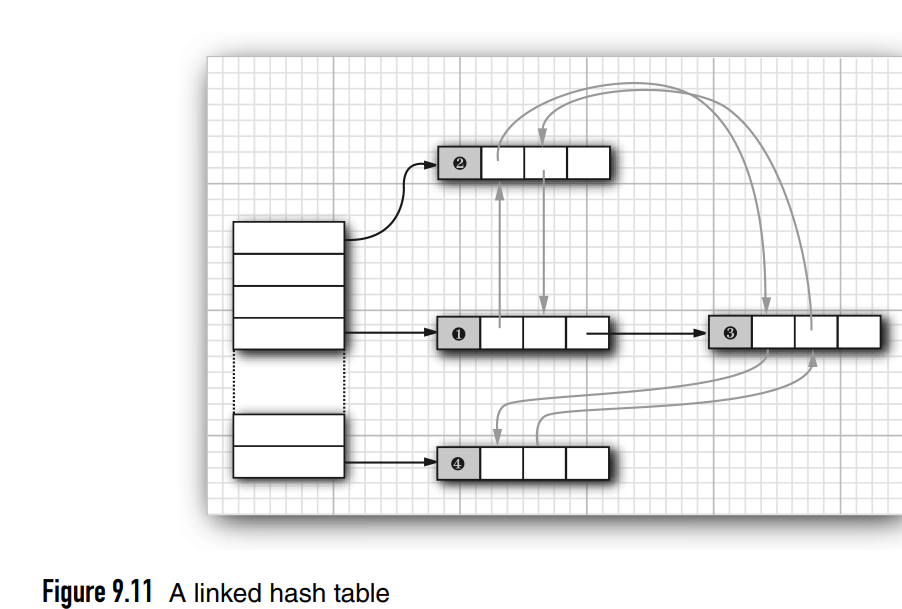 ❷
❶ ❸
❹
Figure 9.11 A linked hash table